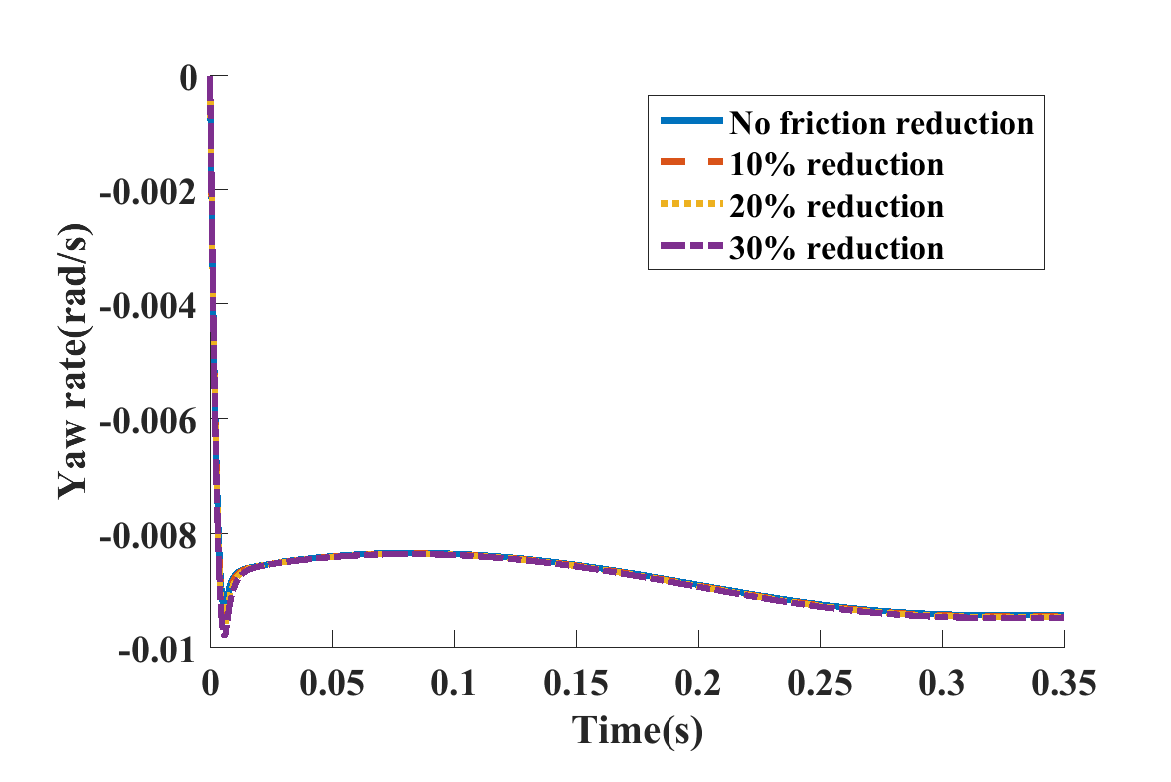 0
-0.002
-0.004
-0.006
-0.008
-0.01
Yaw rate(rad/s)
No friction reduction
10% reduction
20% reduction
30% reduction
0 0.05 0.1 0.15 0.2 0.25 0.3 0.35
Time(s)